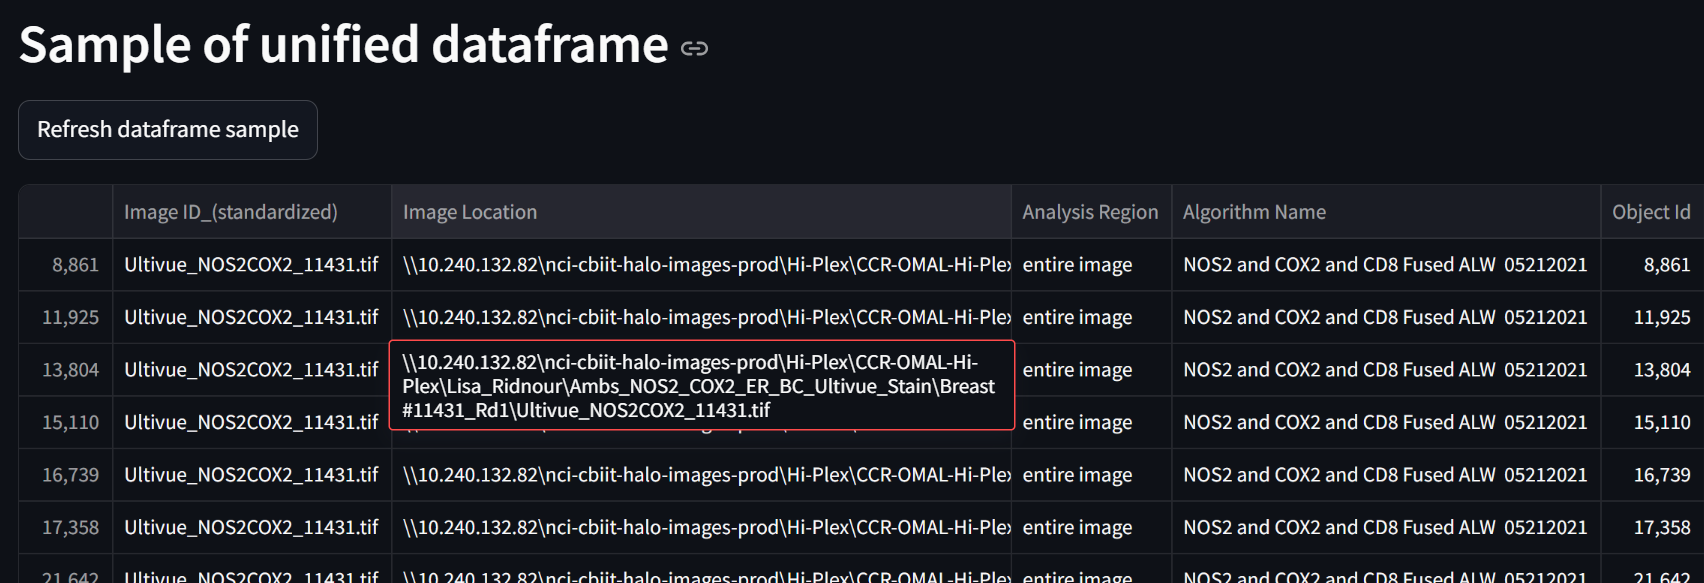 Sample of unified dataframe
Refresh dataframe sample
Image ID_(standardized) Image Location Analysis Region Algorithm Name Object Id
8,861 Ultivue_NOS2COX2_11431.tif \\10.240.132.82\nci-cbiit-halo-images-prod\Hi-Plex\CCR-OMAL-Hi-Plex entire image NOS2 and COX2 and CD8 Fused ALW 05212021 8,861
11,925 Ultivue_NOS2COX2_11431.tif \\10.240.132.82\nci-cbiit-halo-images-prod\Hi-Plex\CCR-OMAL-Hi-Plex entire image NOS2 and COX2 and CD8 Fused ALW 05212021 11,925
13,804 Ultivue_NOS2COX2_11431.tif entire image NOS2 and COX2 and CD8 Fused ALW 05212021 13,804
\\10.240.132.82\nci-cbiit-halo-images-prod\Hi-Plex\CCR-OMAL-Hi-
Plex\Lisa_Ridnour\Ambs_NOS2_COX2_ER_BC_Ultivue_Stain\Breast
#11431_Rd1\Ultivue_NOS2COX2_11431.tif
15,110 Ultivue_NOS2COX2_11431.tif entire image NOS2 and COX2 and CD8 Fused ALW 05212021 15,110
16,739 Ultivue_NOS2COX2_11431.tif \\10.240.132.82\nci-cbiit-halo-images-prod\Hi-Plex\CCR-OMAL-Hi-Plex entire image NOS2 and COX2 and CD8 Fused ALW 05212021 16,739
17,358 Ultivue_NOS2COX2_11431.tif \\10.240.132.82\nci-cbiit-halo-images-prod\Hi-Plex\CCR-OMAL-Hi-Plex entire image NOS2 and COX2 and CD8 Fused ALW 05212021 17,358
21,642 Ultivue_NOS2COX2_11431.tif \\10.240.132.82\nci-cbiit-halo-images-prod\Hi-Plex\CCR-OMAL-Hi-Plex entire image NOS2 and COX2 and CD8 Fused ALW 05212021 21,642